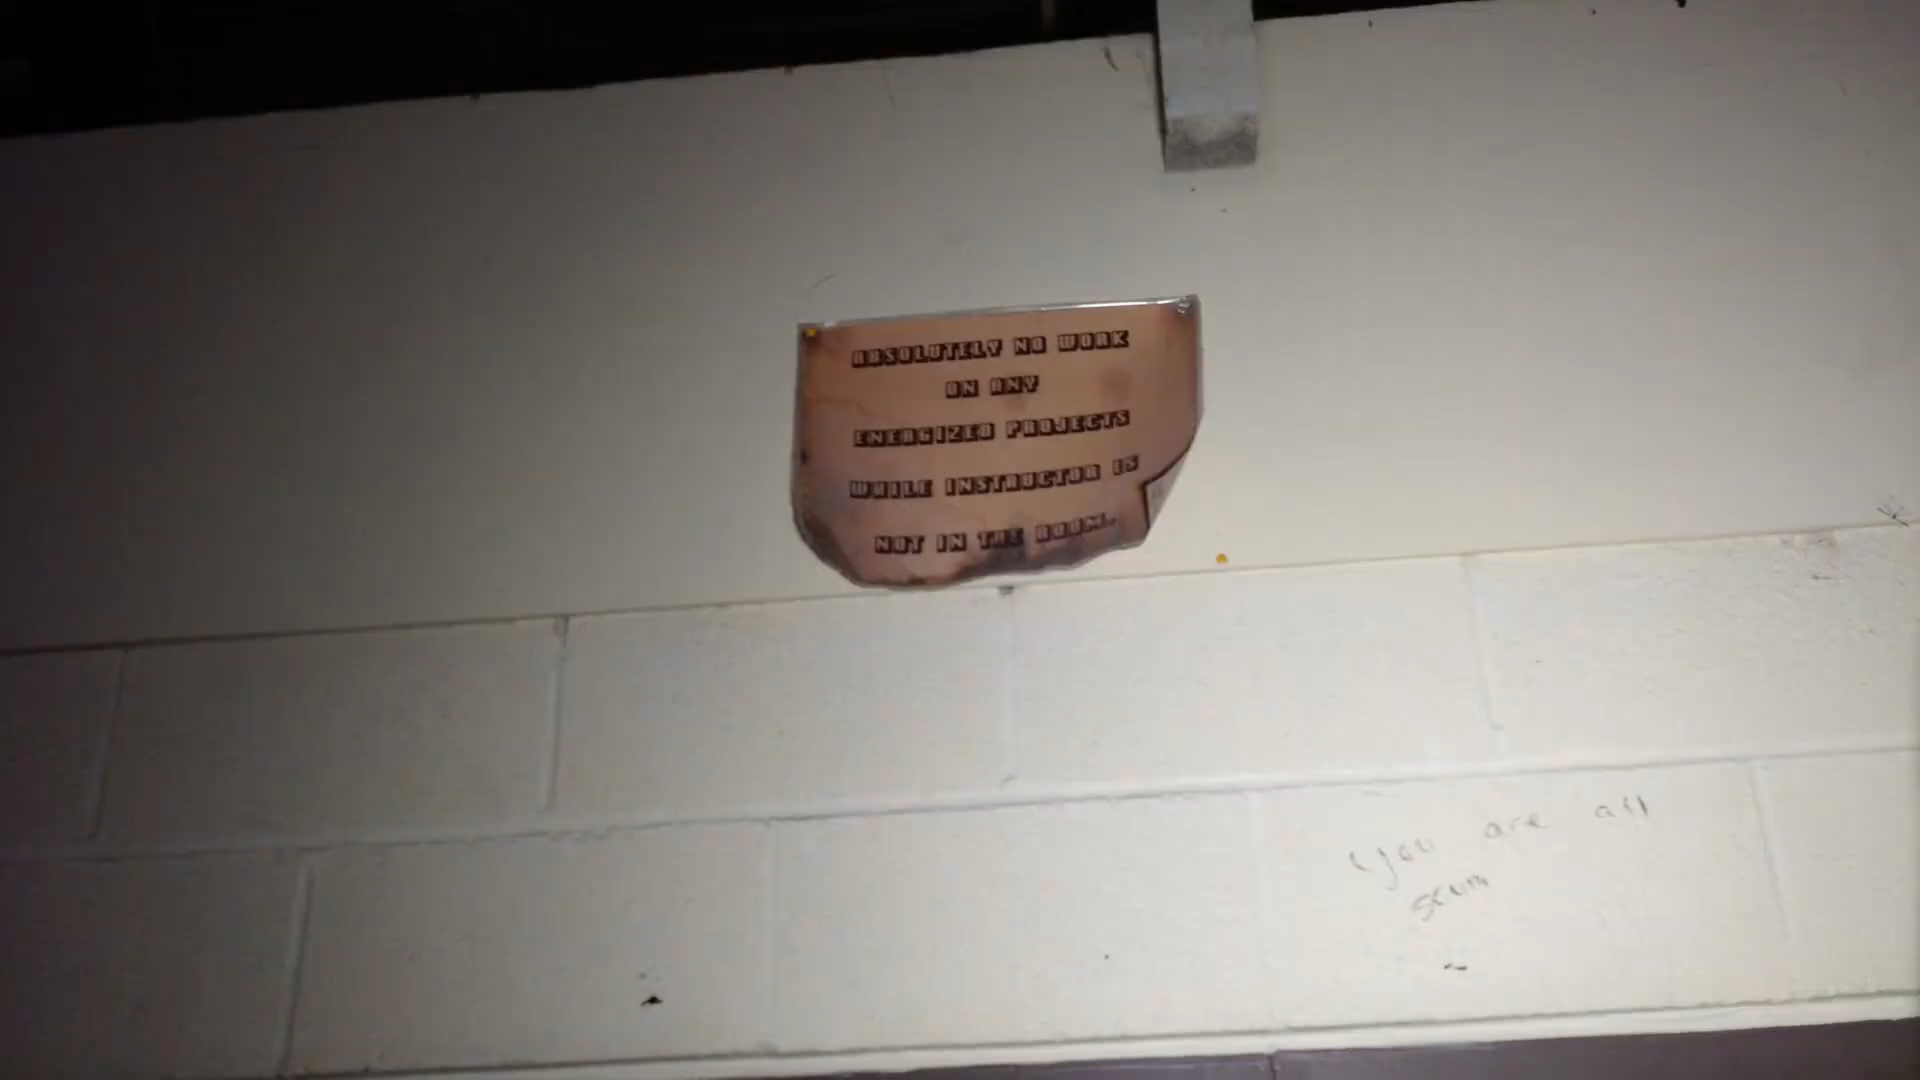 ABSOLUTELY NO WORK
ON ANY
ENERGIZED PROJECTS
WHILE INSTRUCTOR IS
NOT IN THE ROOM.
you are all
scum